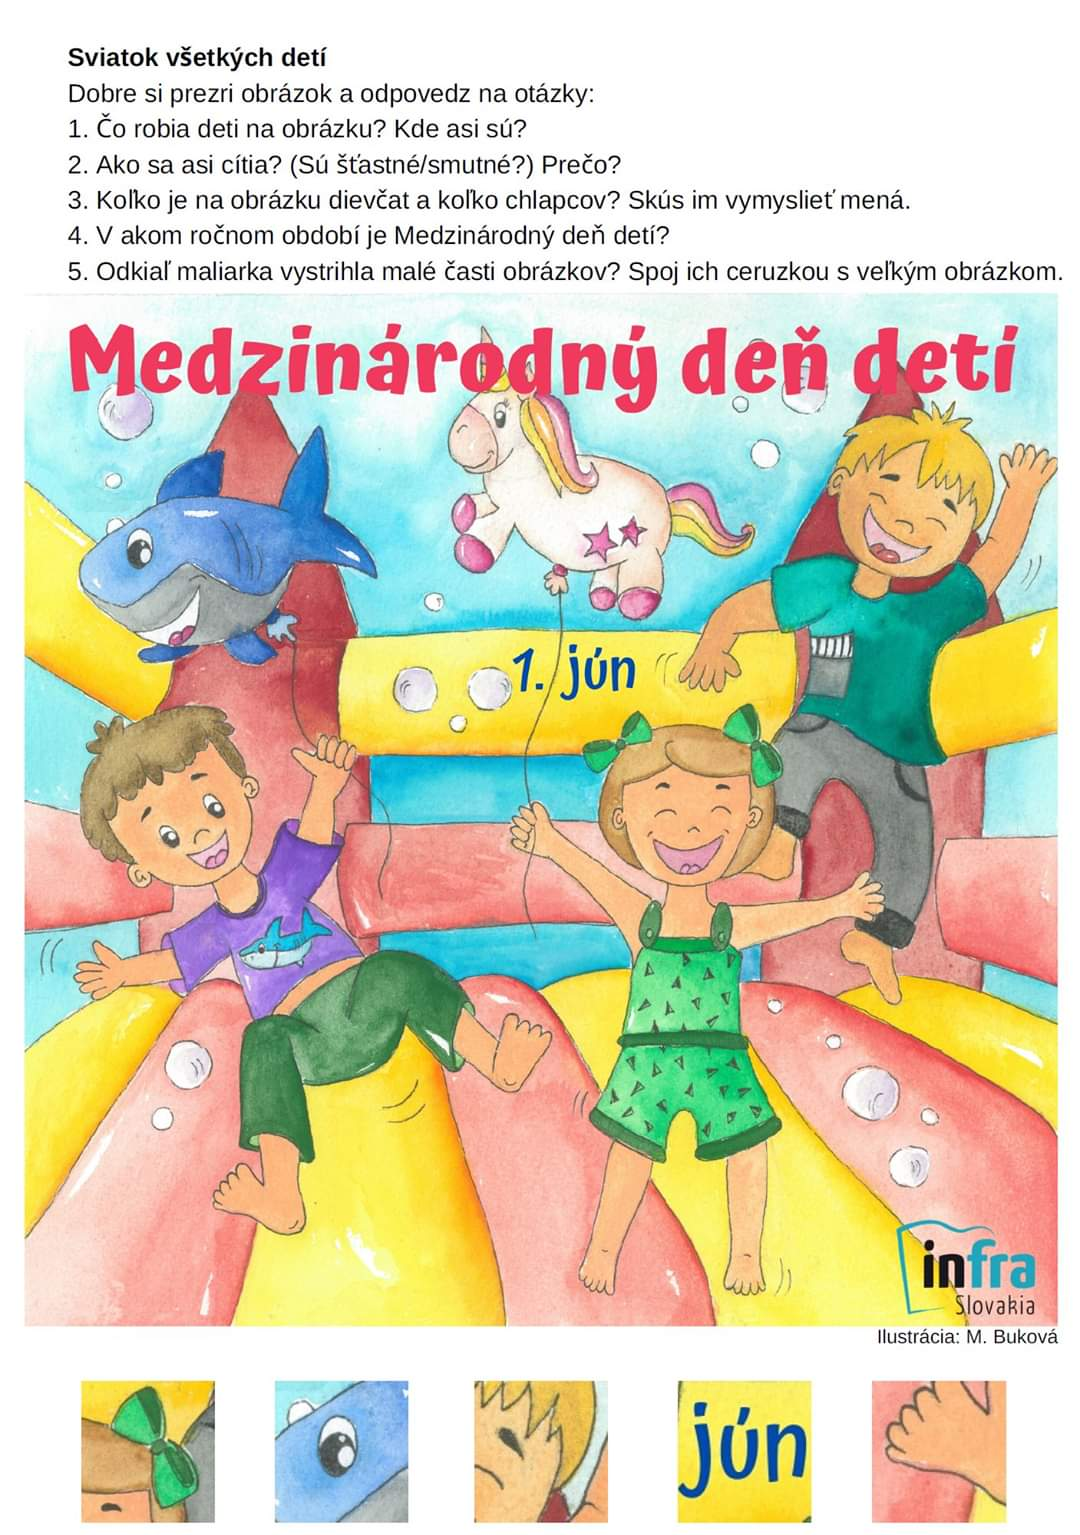 Sviatok všetkých detí
Dobre si prezri obrázok a odpovedz na otázky:
1. Čo robia deti na obrázku? Kde asi sú?
2. Ako sa asi cítia? (Sú šťastné/smutné?) Prečo?
3. Koľko je na obrázku dievčat a koľko chlapcov? Skús im vymyslieť mená.
4. V akom ročnom období je Medzinárodný deň detí?
5. Odkiaľ maliarka vystrihla malé časti obrázkov? Spoj ich ceruzkou s veľkým obrázkom.
Medzinárodný deň detí
1. jún
infra
Slovakia
Ilustrácia: M. Buková
jún